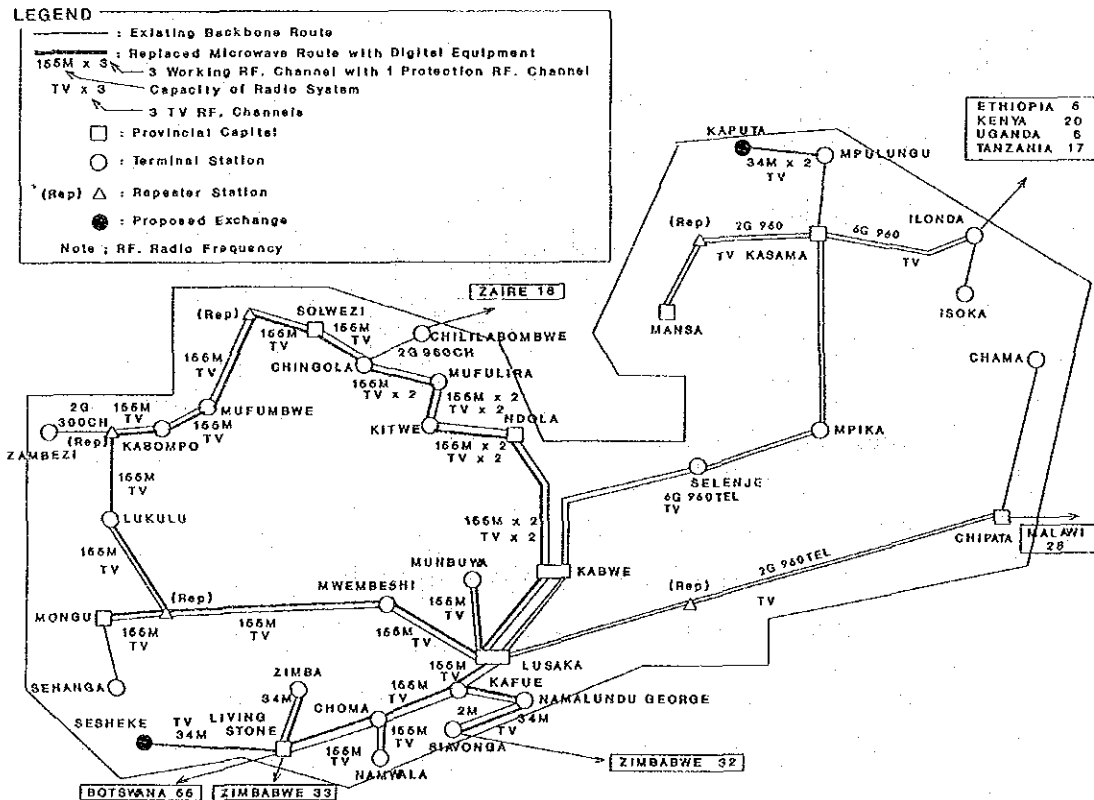 LEGEND
: Existing Backbone Route
: Replaced Microwave Route with Digital Equipment
155M x 3
3 Working RF. Channel with 1 Protection RF. Channel
Capacity of Radio System
TV x 3
3 TV RF. Channels
: Provincial Capital
: Terminal Station
(Rep) : Repeater Station
: Proposed Exchange
Note ; RF. Radio Frequency
ETHIOPIA 6
KENYA 20
UGANDA 6
TANZANIA 17
KAPUTA
34M x 2
TV
MPULUNGU
ILONDA
(Rep)
2G 960
TV
KASAMA
6G 960
TV
MANSA
ISOKA
CHAMA
ZAIRE 18
(Rep)
SOLWEZI
155M
TV
155M
TV
CHILILABOMBWE
2G 960CH
CHINGOLA
155M
TV x 2
MUFULIRA
155M x 2
TV x 2
155M
TV
MUFUMBWE
KITWE
NDOLA
155M x 2
TV x 2
2G
300CH
155M
TV
155M
TV
ZAMBEZI
(Rep)
KABOMPO
MPIKA
SELENJE
6G 960TEL
TV
155M
TV
LUKULU
155M x 2
TV x 2
CHIPATA
MALAWI
28
2G 960TEL
TV
(Rep)
155M
TV
MUNBUWA
KABWE
MWEMBESHI
155M
TV
MONGU
(Rep)
155M
TV
155M
TV
155M
TV
LUSAKA
155M
TV
SENANGA
ZIMBA
34M
CHOMA
155M
TV
KAFUE
NAMALUNDU GEORGE
2M
34M
TV
SIAVONGA
SESHEKE
TV
34M
LIVING
STONE
155M
TV
155M
TV
NAMWALA
ZIMBABWE 32
BOTSWANA 66
ZIMBABWE 33